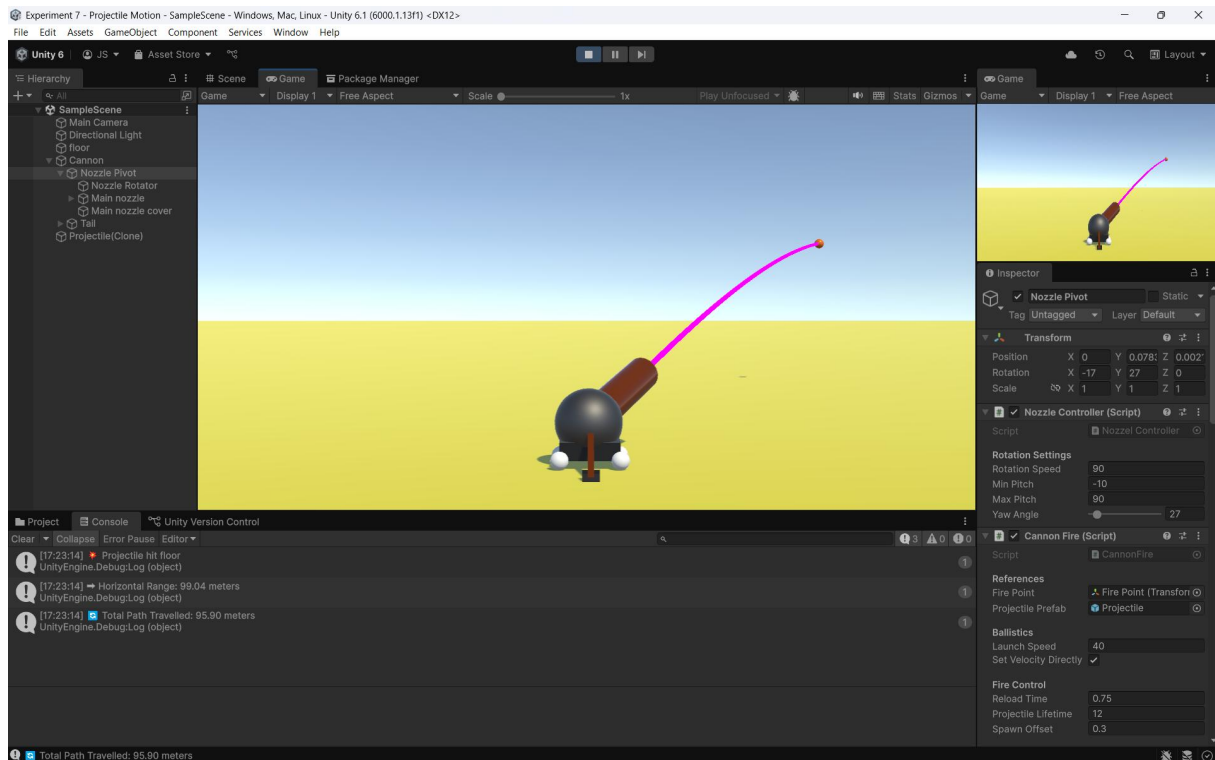 Experiment 7 - Projectile Motion - SampleScene - Windows, Mac, Linux - Unity 6.1 (6000.1.13f1) <DX12>
File Edit Assets GameObject Component Services Window Help
Unity 6 JS Asset Store Layout
Hierarchy
All
SampleScene
Main Camera
Directional Light
floor
Cannon
Nozzle Pivot
Nozzle Rotator
Main nozzle
Main nozzle cover
Tail
Projectile(Clone)
Scene Game Package Manager
Game Display 1 Free Aspect Scale 1x Play Unfocused Stats Gizmos
Game
Game Display 1 Free Aspect
Inspector
Nozzle Pivot Static
Tag Untagged Layer Default
Transform
Position X 0 Y 0.078 Z 0.002
Rotation X -17 Y 27 Z 0
Scale X 1 Y 1 Z 1
Nozzle Controller (Script)
Script Nozzel Controller
Rotation Settings
Rotation Speed 90
Min Pitch -10
Max Pitch 90
Yaw Angle 27
Cannon Fire (Script)
Script CannonFire
References
Fire Point Fire Point (Transform
Projectile Prefab Projectile
Ballistics
Launch Speed 40
Set Velocity Directly
Fire Control
Reload Time 0.75
Projectile Lifetime 12
Spawn Offset 0.3
Project Console Unity Version Control
Clear Collapse Error Pause Editor 3 0 0
[17:23:14] 💥 Projectile hit floor
UnityEngine.Debug:Log (object)
1
[17:23:14] ➡ Horizontal Range: 99.04 meters
UnityEngine.Debug:Log (object)
1
[17:23:14] 🔄 Total Path Travelled: 95.90 meters
UnityEngine.Debug:Log (object)
1
🔄 Total Path Travelled: 95.90 meters